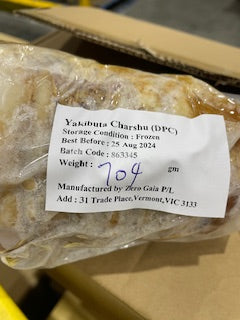 Yakibuta Charshu (DPC)
Storage Condition : Frozen
Best Before : 25 Aug 2024
Batch Code : 863345
Weight : 704 gm
Manufactured by Zero Gaia P/L
Add : 31 Trade Place,Vermont,VIC 3133